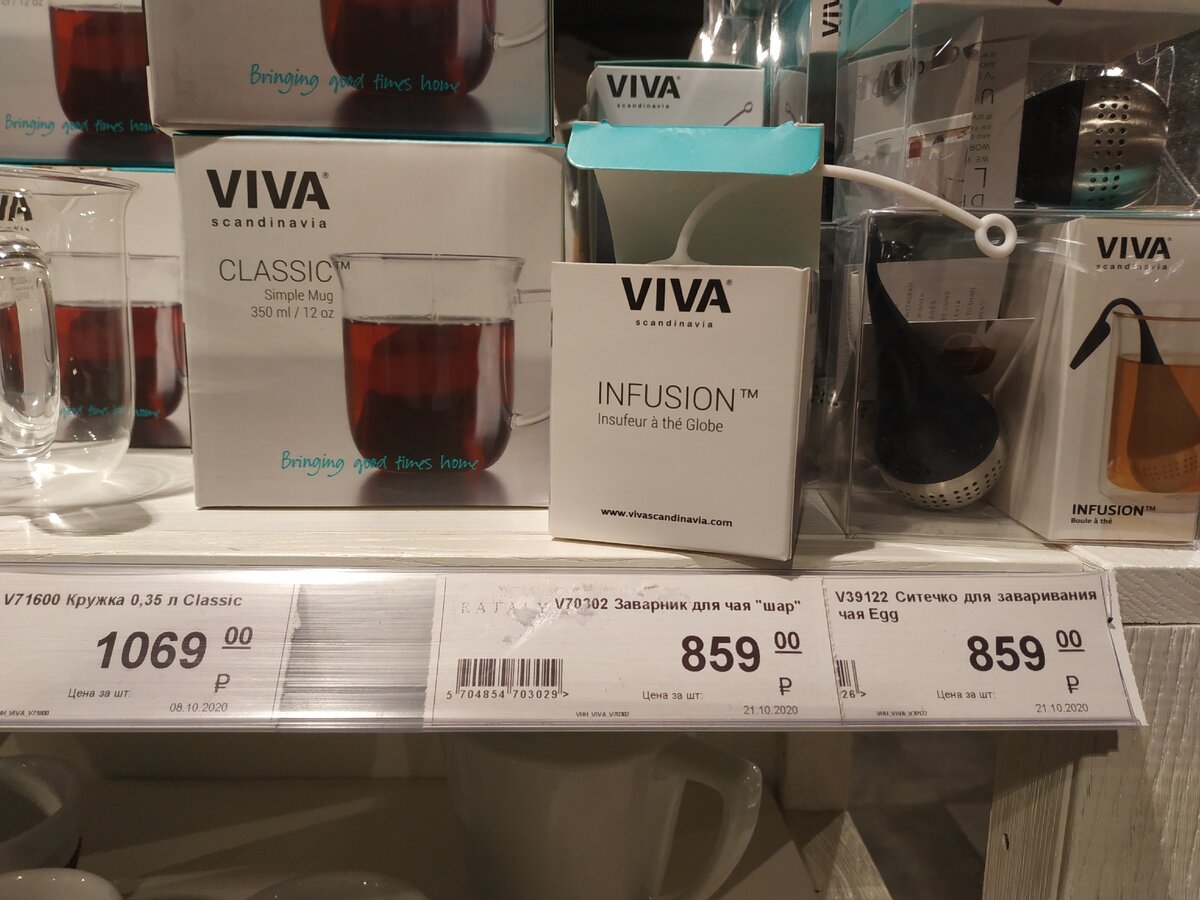 Bringing good times home
Bringing good times home
VIVA
scandinavia
VIVA
scandinavia
CLASSIC™
Simple Mug
350 ml / 12 oz
Bringing good times home
VIVA®
scandinavia
INFUSION™
Insufeur à thé Globe
www.vivascandinavia.com
VIVA
scandinavia
INFUSION™
Boule à thé
V71600 Кружка 0,35 л Classic
1069 00
₽
Цена за шт.
08.10.2020
V70302 Заварник для чая "шар"
859 00
₽
5 704854 703029 >
Цена за шт.
21.10.2020
V39122 Ситечко для заваривания
чая Egg
859 00
₽
26 >
Цена за шт.
21.10.2020